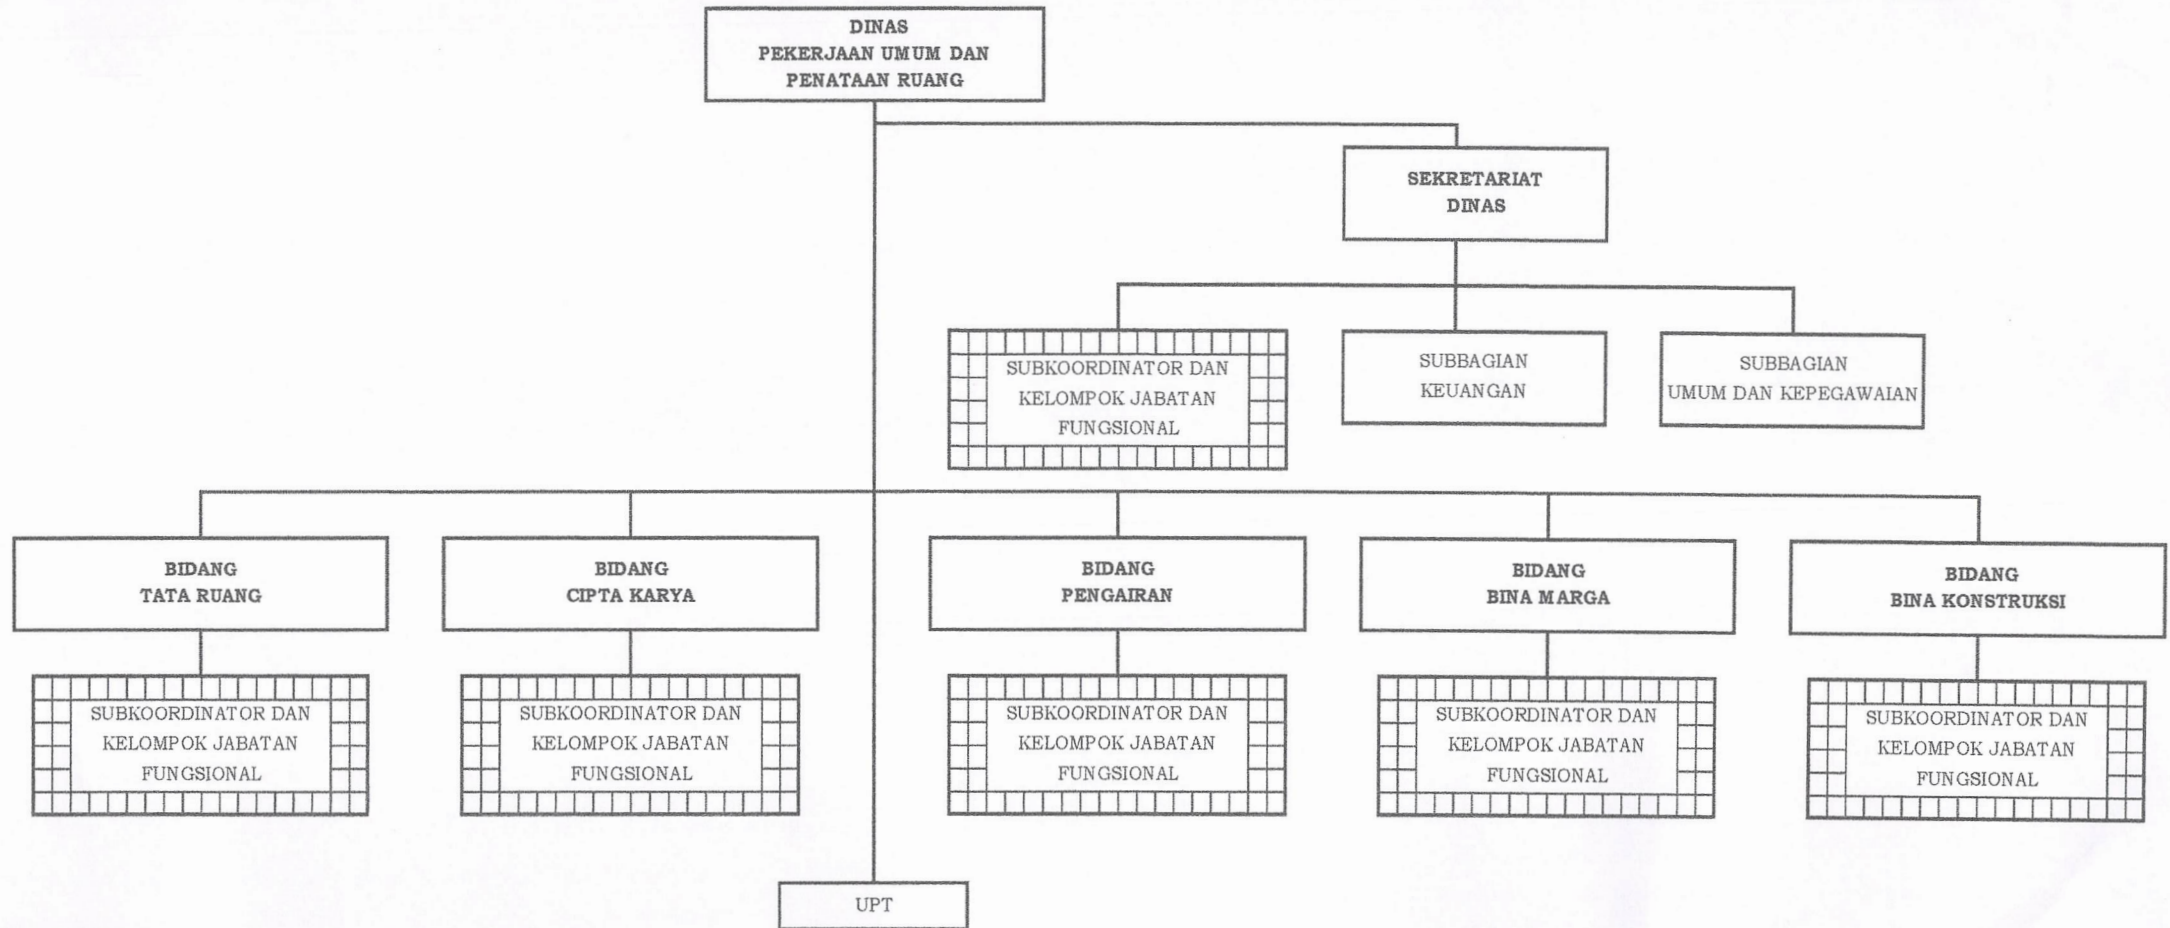 DINAS
PEKERJAAN UMUM DAN
PENATAAN RUANG
SEKRETARIAT
DINAS
SUBKOORDINATOR DAN
KELOMPOK JABATAN
FUNGSIONAL
SUBBAGIAN
KEUANGAN
SUBBAGIAN
UMUM DAN KEPEGAWAIAN
BIDANG
TATA RUANG
BIDANG
CIPTA KARYA
BIDANG
PENGAIRAN
BIDANG
BINA MARGA
BIDANG
BINA KONSTRUKSI
SUBKOORDINATOR DAN
KELOMPOK JABATAN
FUNGSIONAL
SUBKOORDINATOR DAN
KELOMPOK JABATAN
FUNGSIONAL
SUBKOORDINATOR DAN
KELOMPOK JABATAN
FUNGSIONAL
SUBKOORDINATOR DAN
KELOMPOK JABATAN
FUNGSIONAL
SUBKOORDINATOR DAN
KELOMPOK JABATAN
FUNGSIONAL
UPT